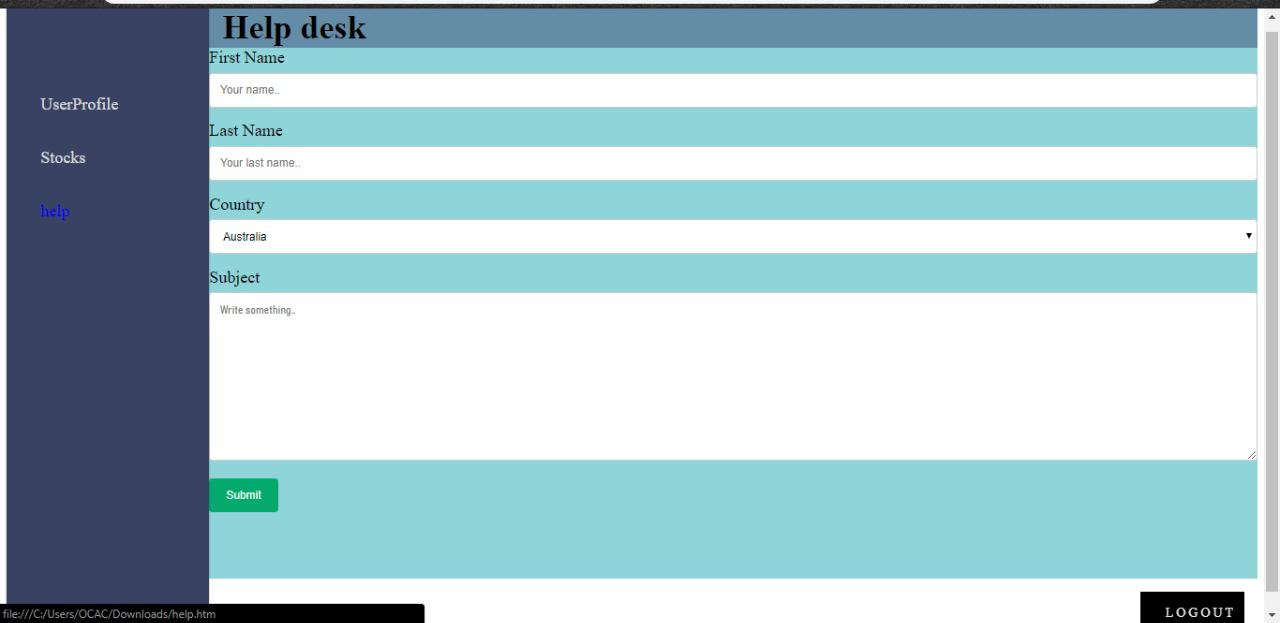 Help desk
First Name
Your name..
UserProfile
Last Name
Stocks
Your last name..
Country
help
Australia
Subject
Write something..
Submit
file:///C:/Users/OCAC/Downloads/help.htm
LOGOUT